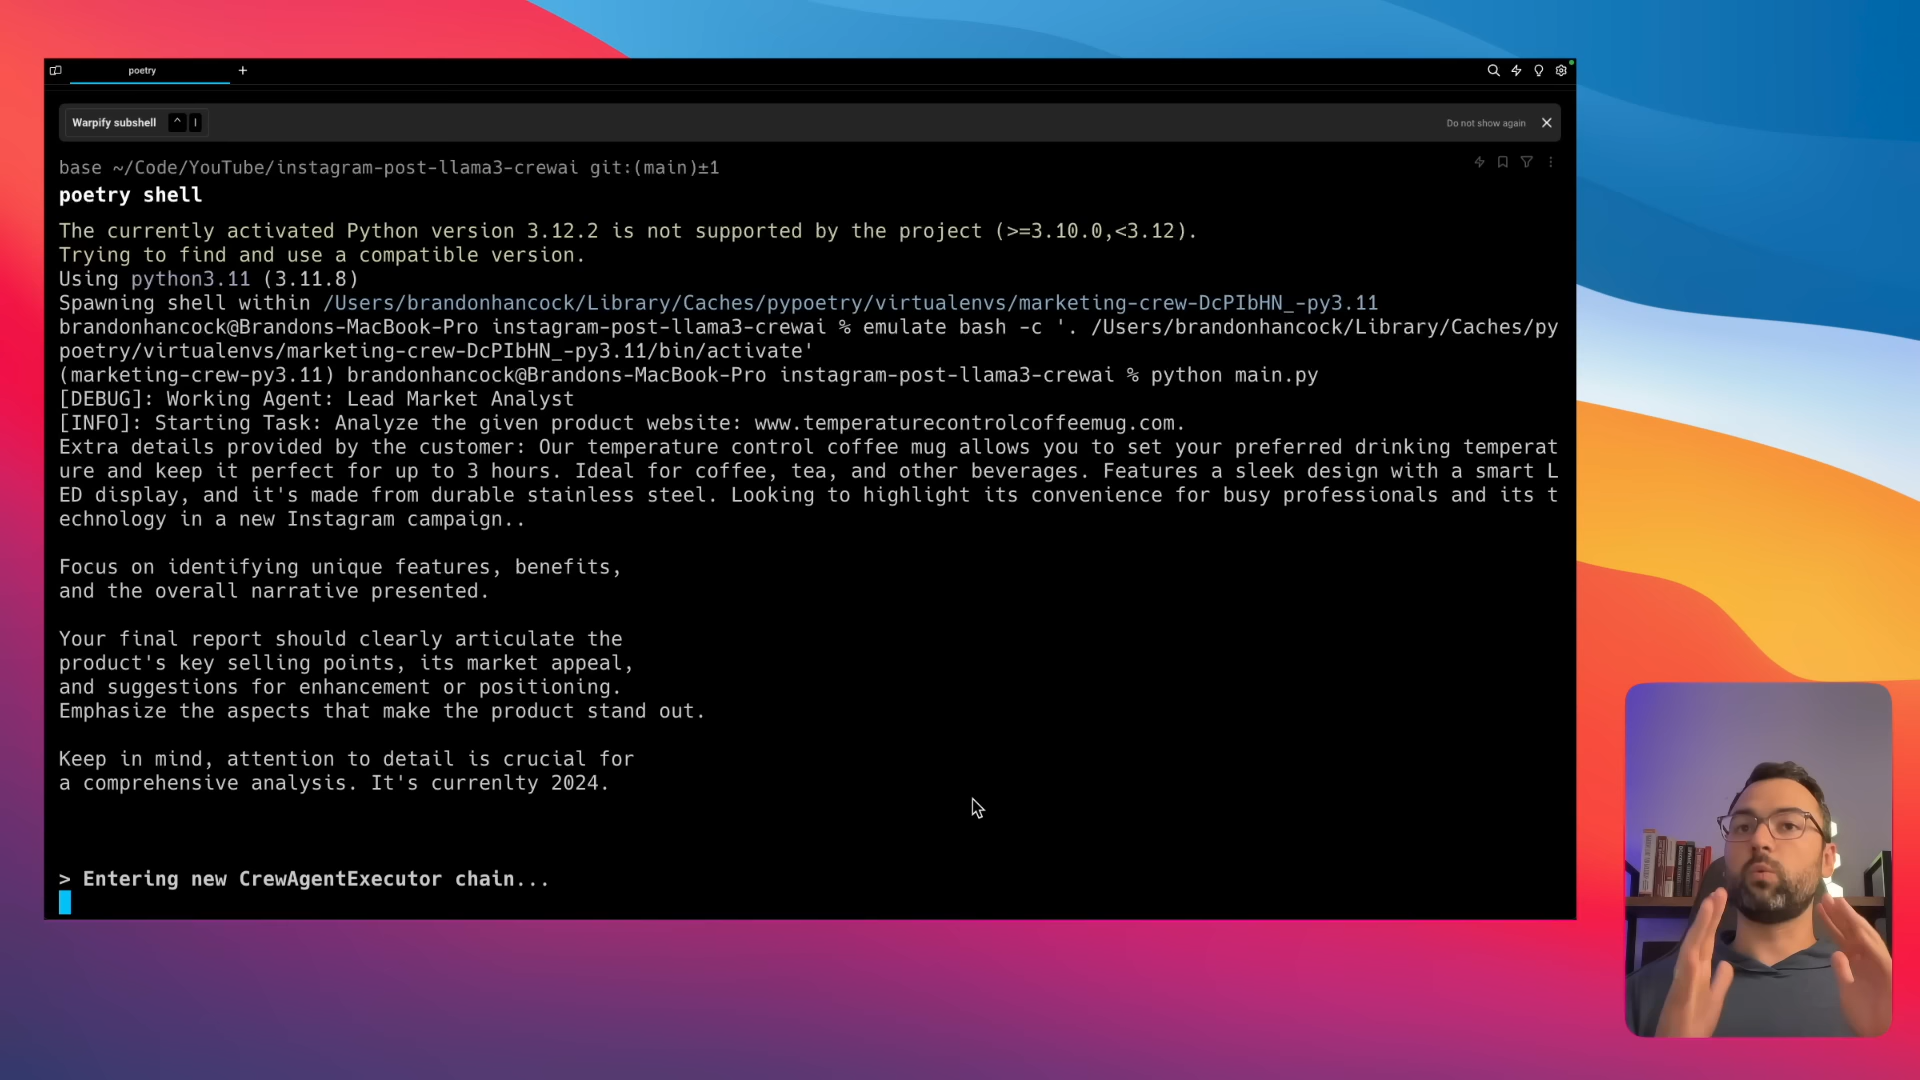 poetry
+
Warpify subshell ^ I
Do not show again
base ~/Code/YouTube/instagram-post-llama3-crewai git:(main)±1
poetry shell
The currently activated Python version 3.12.2 is not supported by the project (>=3.10.0,<3.12).
Trying to find and use a compatible version.
Using python3.11 (3.11.8)
Spawning shell within /Users/brandonhancock/Library/Caches/pypoetry/virtualenvs/marketing-crew-DcPIbHN_-py3.11
brandonhancock@Brandons-MacBook-Pro instagram-post-llama3-crewai % emulate bash -c '. /Users/brandonhancock/Library/Caches/py
poetry/virtualenvs/marketing-crew-DcPIbHN_-py3.11/bin/activate'
(marketing-crew-py3.11) brandonhancock@Brandons-MacBook-Pro instagram-post-llama3-crewai % python main.py
[DEBUG]: Working Agent: Lead Market Analyst
[INFO]: Starting Task: Analyze the given product website: www.temperaturecontrolcoffeemug.com.
Extra details provided by the customer: Our temperature control coffee mug allows you to set your preferred drinking temperat
ure and keep it perfect for up to 3 hours. Ideal for coffee, tea, and other beverages. Features a sleek design with a smart L
ED display, and it's made from durable stainless steel. Looking to highlight its convenience for busy professionals and its t
echnology in a new Instagram campaign..
Focus on identifying unique features, benefits,
and the overall narrative presented.
Your final report should clearly articulate the
product's key selling points, its market appeal,
and suggestions for enhancement or positioning.
Emphasize the aspects that make the product stand out.
Keep in mind, attention to detail is crucial for
a comprehensive analysis. It's currenlty 2024.
> Entering new CrewAgentExecutor chain...